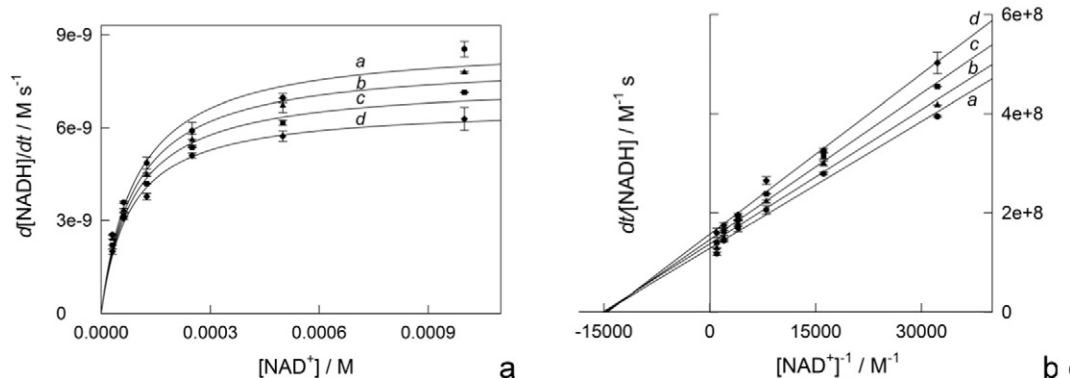 9e-9
6e-9
3e-9
0
d[NADH]/dt / M s⁻¹
a
b
c
d
0.0000
0.0003
0.0006
0.0009
[NAD⁺] / M
a
dt/[NADH] / M⁻¹ s
d
c
b
a
6e+8
4e+8
2e+8
0
-15000
0
15000
30000
[NAD⁺]⁻¹ / M⁻¹
b